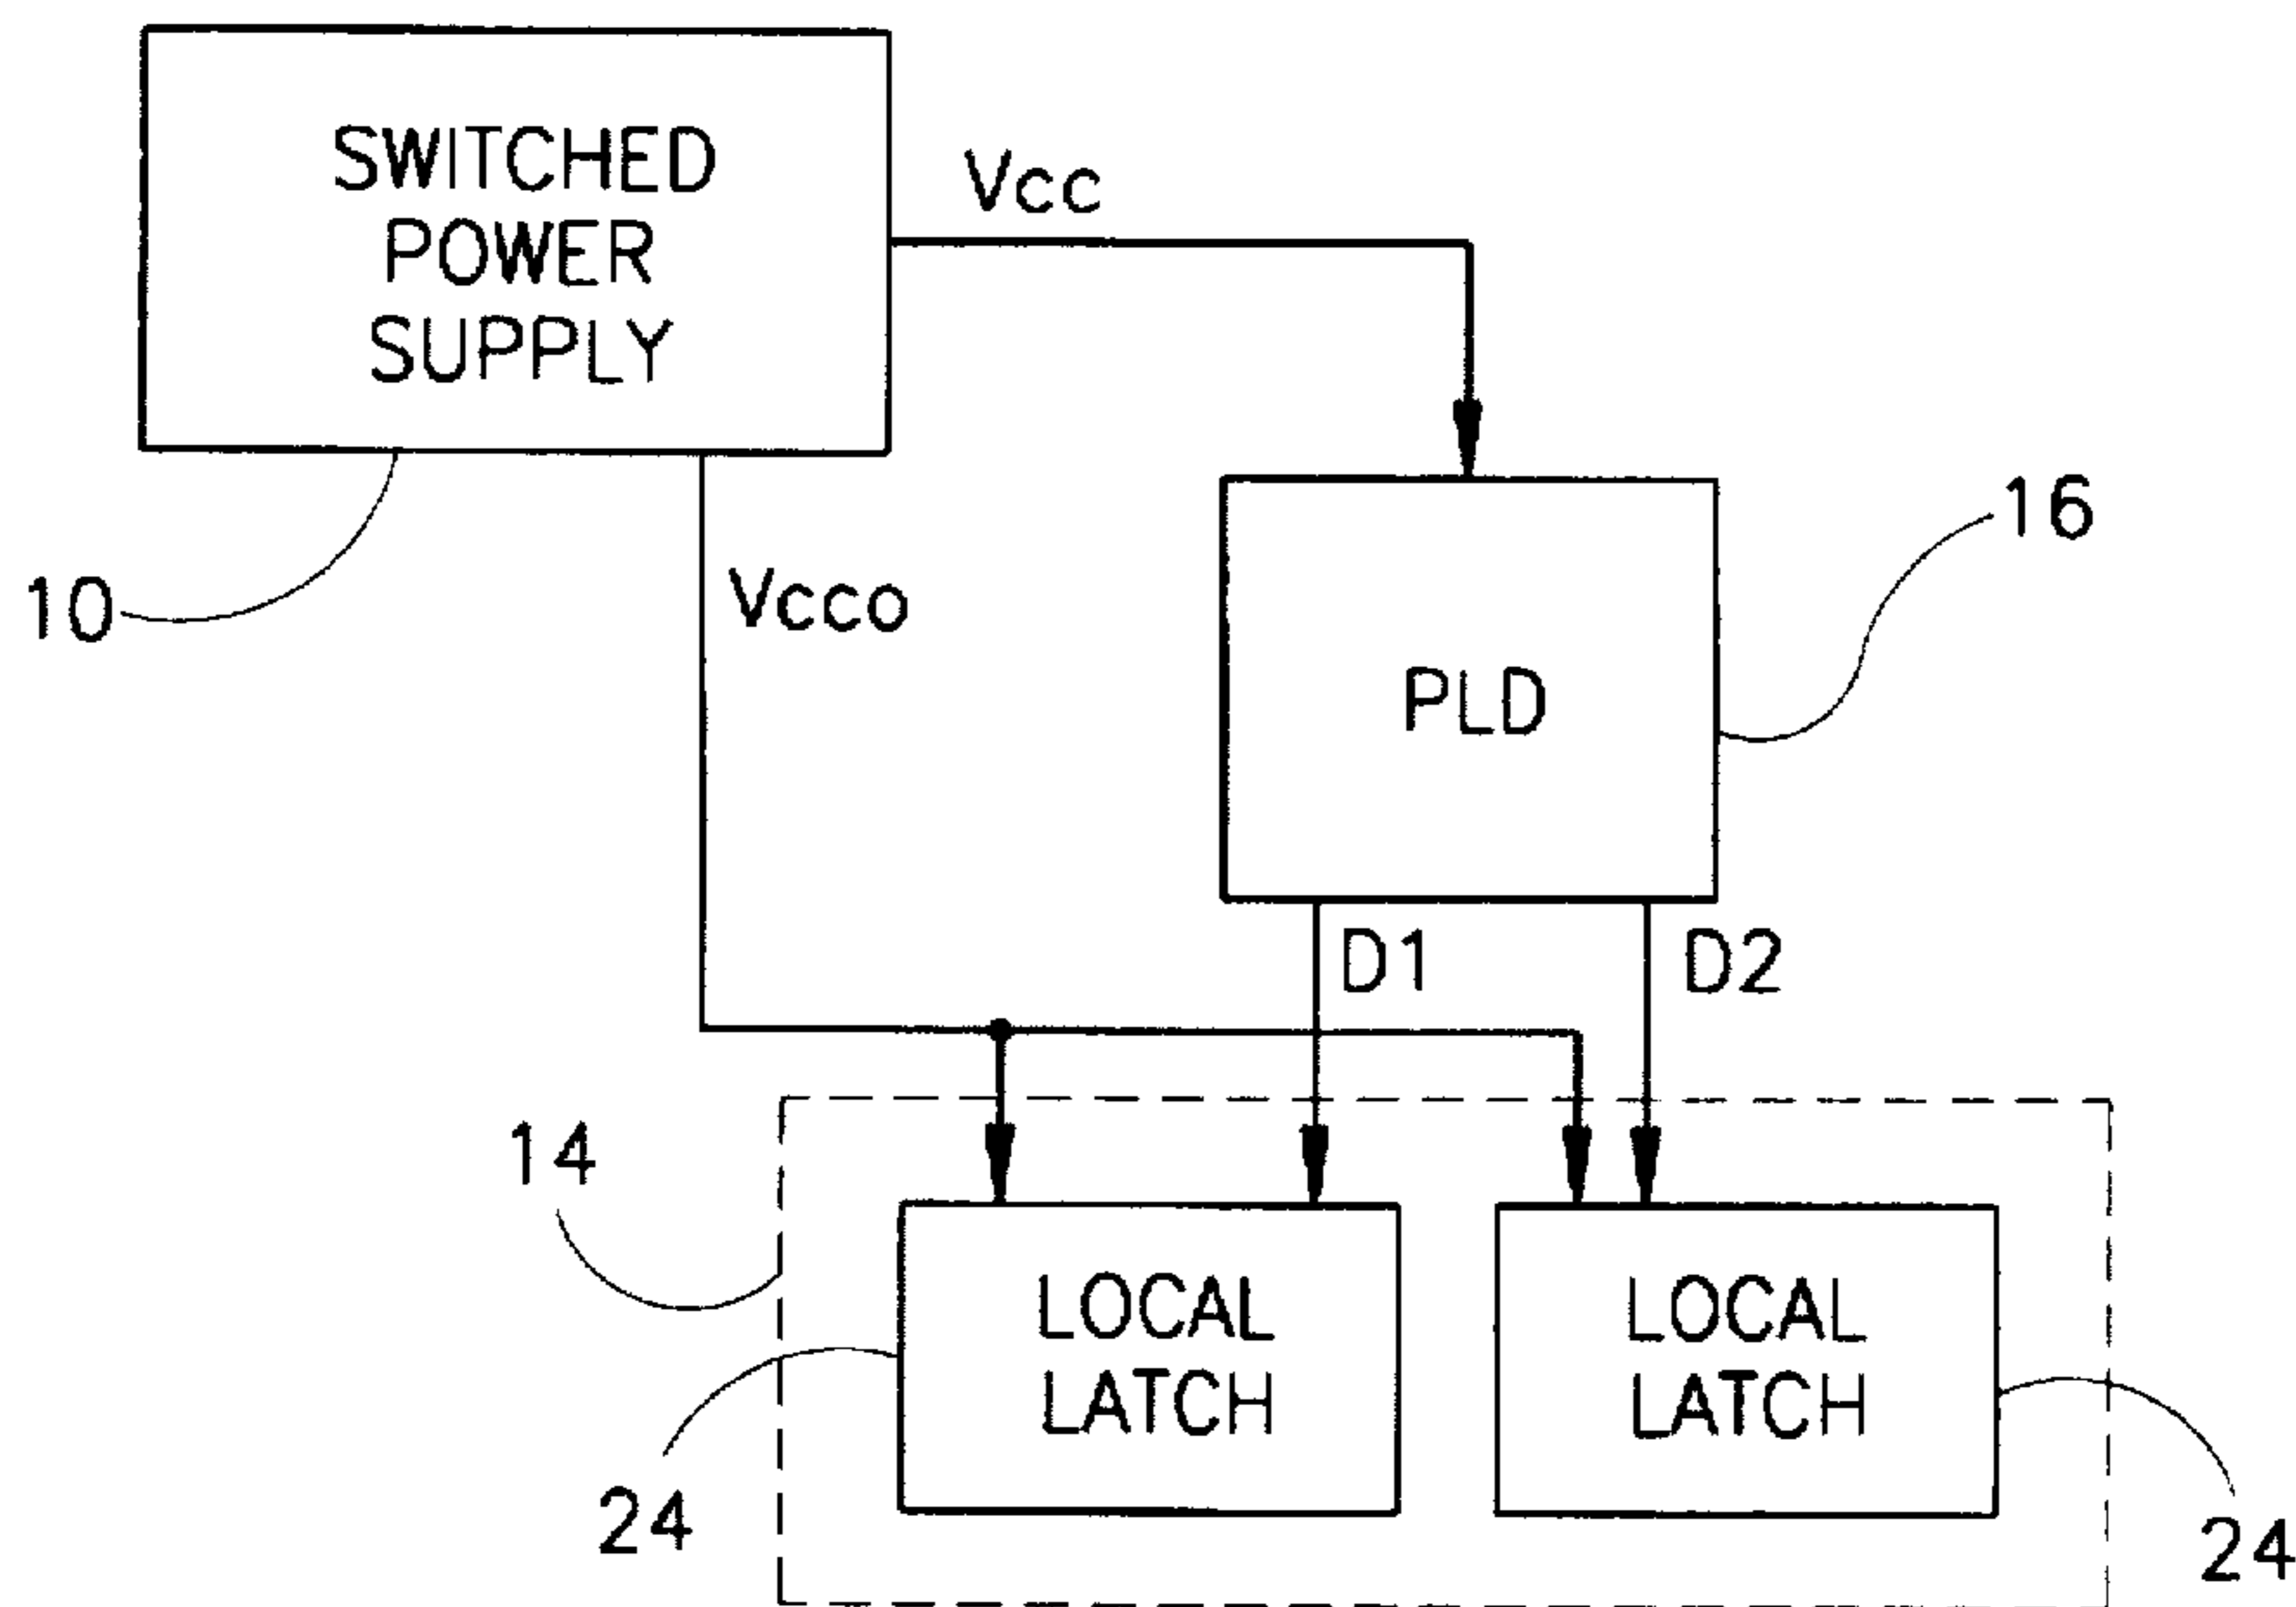 SWITCHED
POWER
SUPPLY
Vcc
10
Vcco
16
PLD
D1
D2
14
LOCAL
LATCH
LOCAL
LATCH
24
24